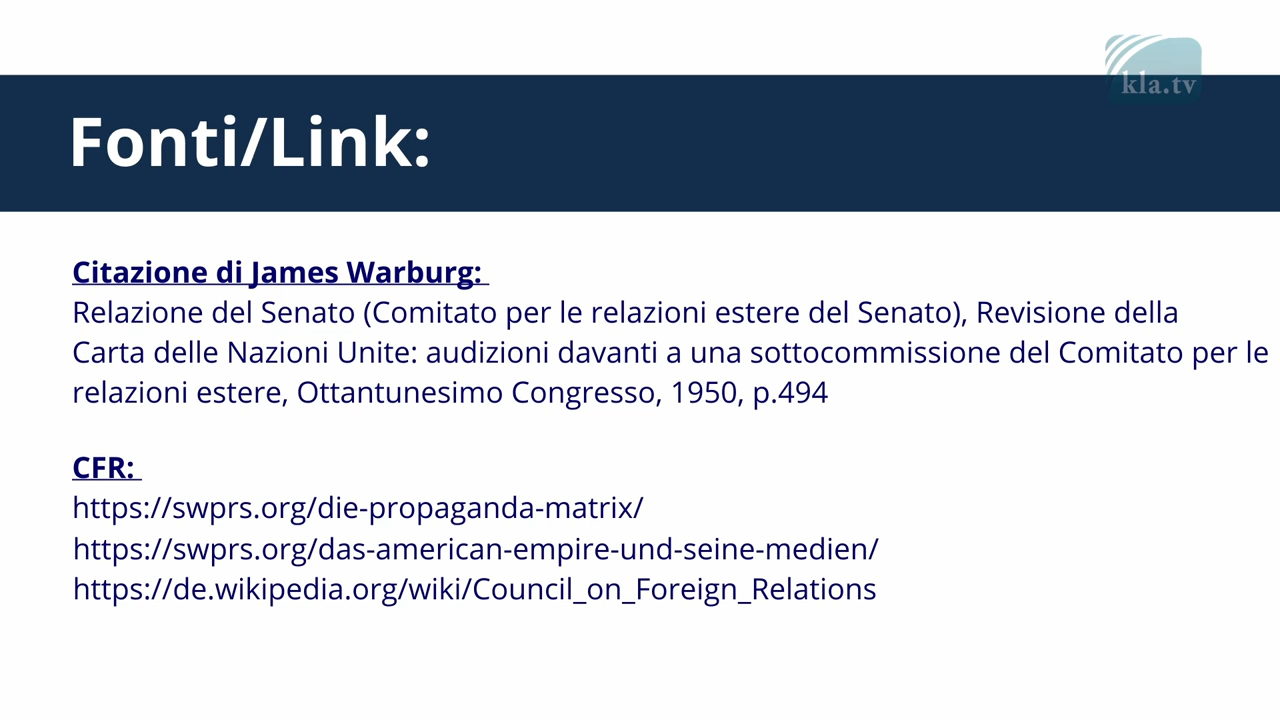 kla.tv
Fonti/Link:
Citazione di James Warburg:
Relazione del Senato (Comitato per le relazioni estere del Senato), Revisione della
Carta delle Nazioni Unite: audizioni davanti a una sottocommissione del Comitato per le
relazioni estere, Ottantunesimo Congresso, 1950, p.494
CFR:
https://swprs.org/die-propaganda-matrix/
https://swprs.org/das-american-empire-und-seine-medien/
https://de.wikipedia.org/wiki/Council_on_Foreign_Relations